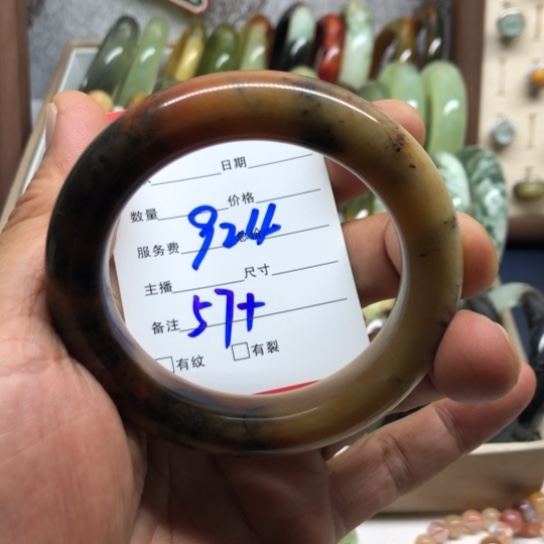 日期
数量 价格
924
服务费
主播 尺寸
备注 57+
□有纹 □有裂